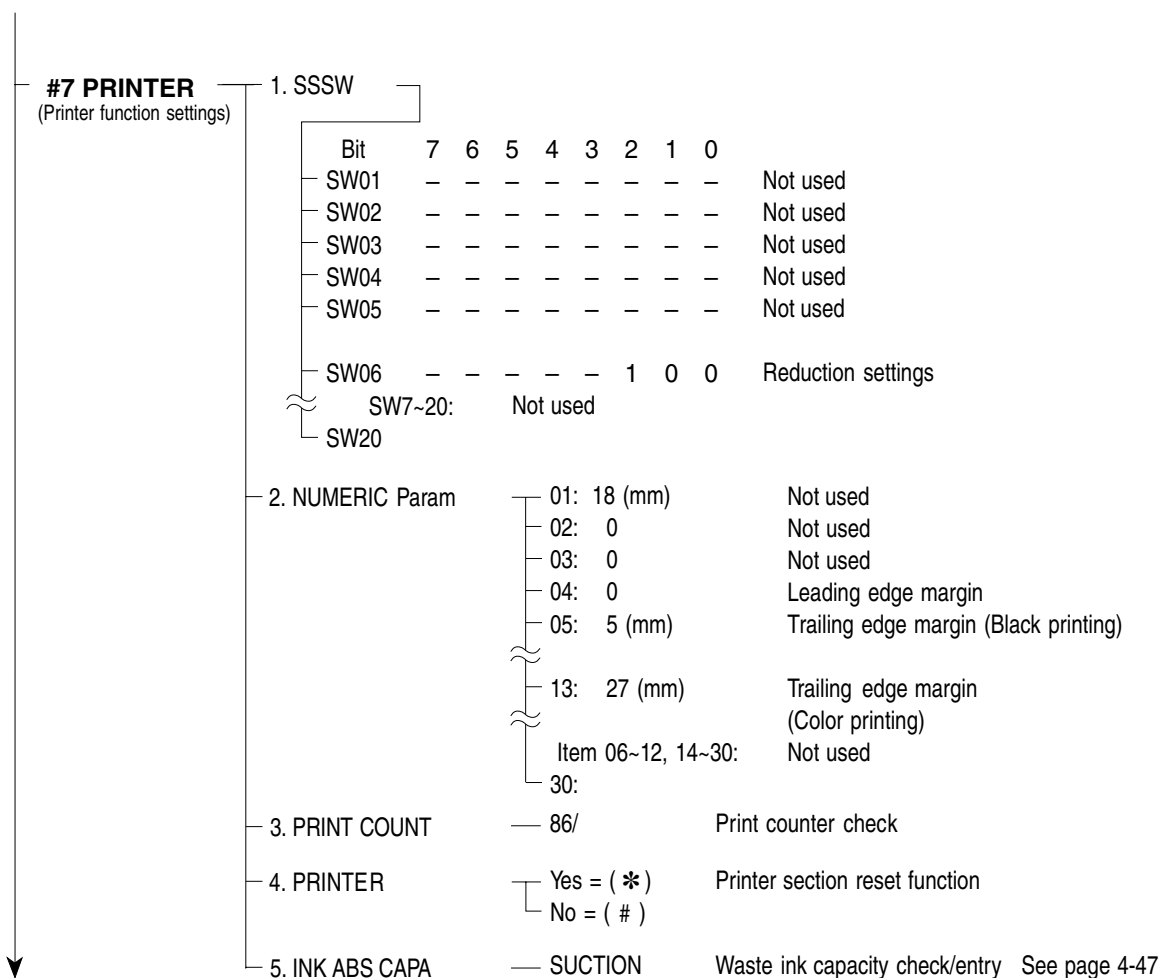 #7 PRINTER 1. SSSW
(Printer function settings)
Bit 7 6 5 4 3 2 1 0
SW01 – – – – – – – – Not used
SW02 – – – – – – – – Not used
SW03 – – – – – – – – Not used
SW04 – – – – – – – – Not used
SW05 – – – – – – – – Not used
SW06 – – – – – 1 0 0 Reduction settings
SW7~20: Not used
SW20
2. NUMERIC Param 01: 18 (mm) Not used
02: 0 Not used
03: 0 Not used
04: 0 Leading edge margin
05: 5 (mm) Trailing edge margin (Black printing)
13: 27 (mm) Trailing edge margin
(Color printing)
Item 06~12, 14~30: Not used
30:
3. PRINT COUNT 86/ Print counter check
4. PRINTER Yes = ( ✱ ) Printer section reset function
No = ( # )
5. INK ABS CAPA SUCTION Waste ink capacity check/entry See page 4-47